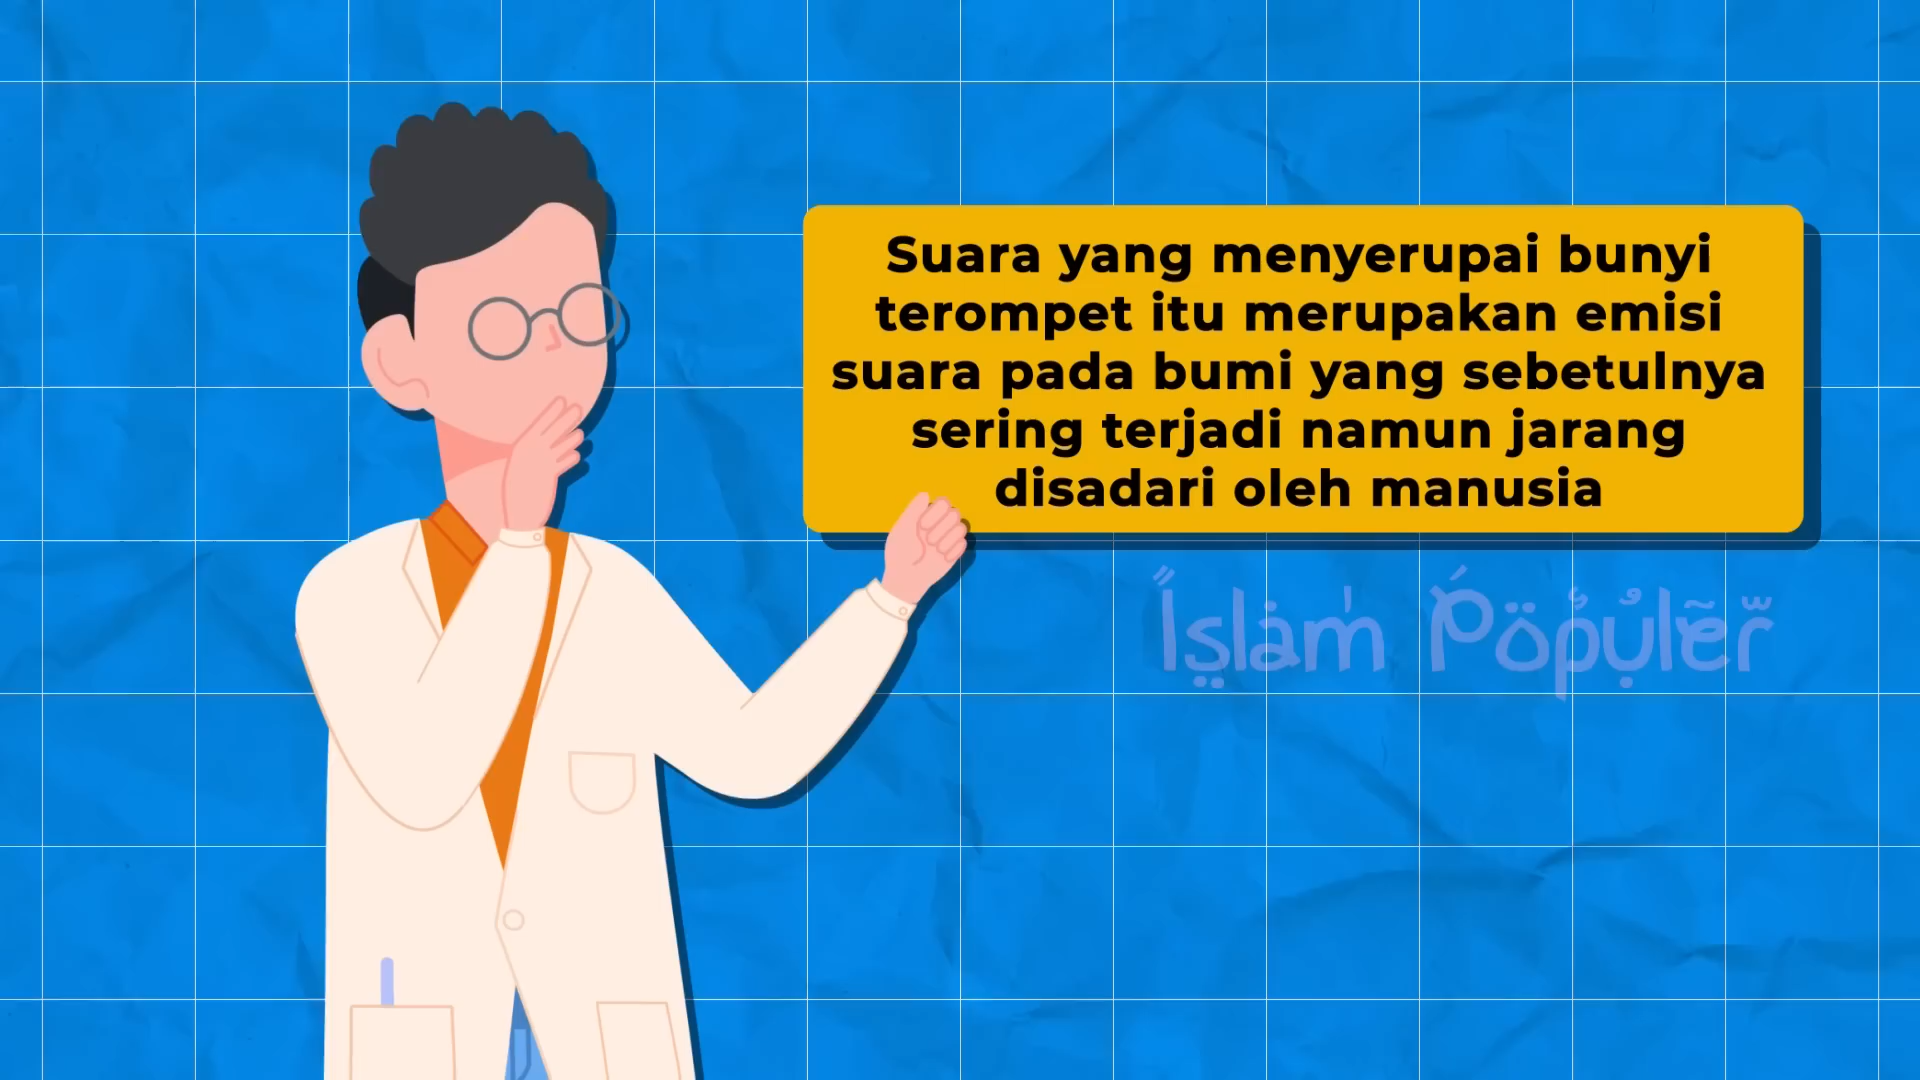 Suara yang menyerupai bunyi
terompet itu merupakan emisi
suara pada bumi yang sebetulnya
sering terjadi namun jarang
disadari oleh manusia
Islam Populer